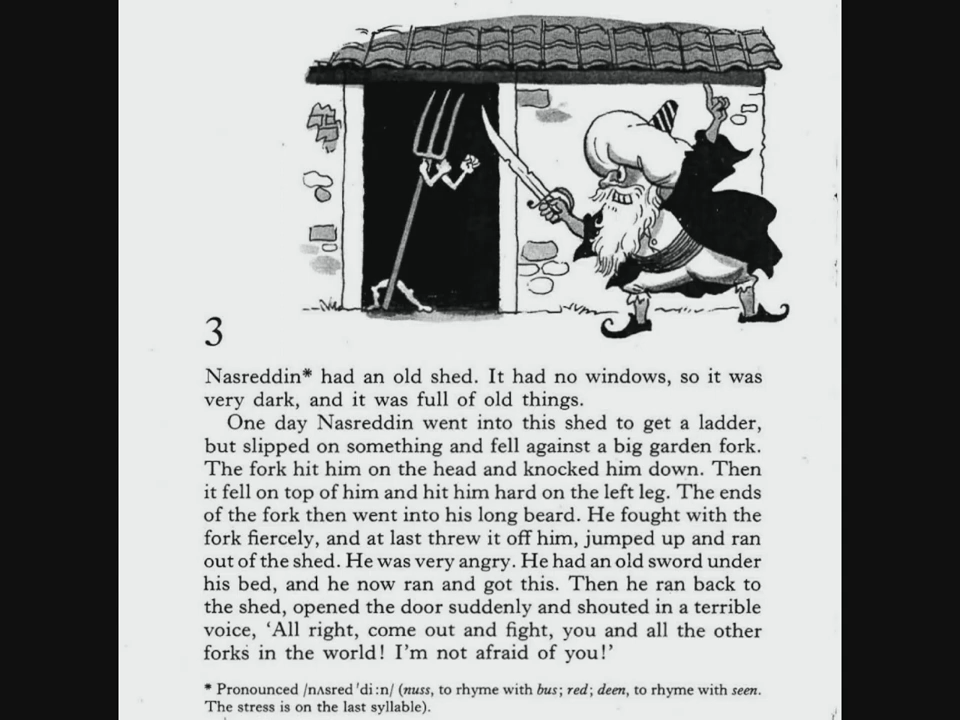 3
Nasreddin* had an old shed. It had no windows, so it was
very dark, and it was full of old things.
One day Nasreddin went into this shed to get a ladder,
but slipped on something and fell against a big garden fork.
The fork hit him on the head and knocked him down. Then
it fell on top of him and hit him hard on the left leg. The ends
of the fork then went into his long beard. He fought with the
fork fiercely, and at last threw it off him, jumped up and ran
out of the shed. He was very angry. He had an old sword under
his bed, and he now ran and got this. Then he ran back to
the shed, opened the door suddenly and shouted in a terrible
voice, ‘All right, come out and fight, you and all the other
forks in the world! I’m not afraid of you!’
* Pronounced /nʌsred ˈdiːn/ (nuss, to rhyme with bus; red; deen, to rhyme with seen.
The stress is on the last syllable).